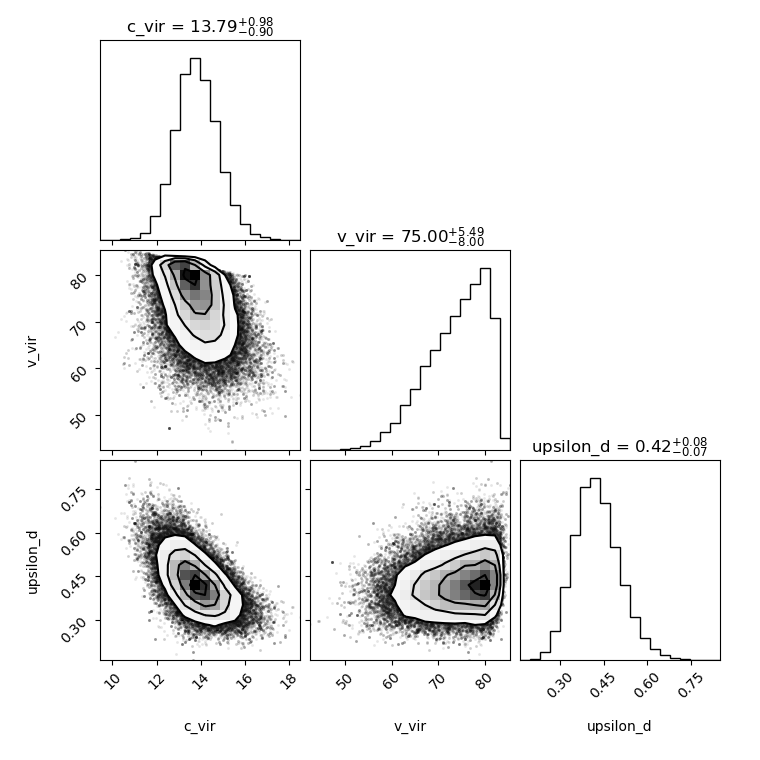 c_vir = 13.79+0.98 −0.90
v_vir
80
70
60
50
v_vir = 75.00+5.49 −8.00
upsilon_d
0.75
0.60
0.45
0.30
upsilon_d = 0.42+0.08 −0.07
10 12 14 16 18
50 60 70 80
0.30 0.45 0.60 0.75
c_vir
v_vir
upsilon_d